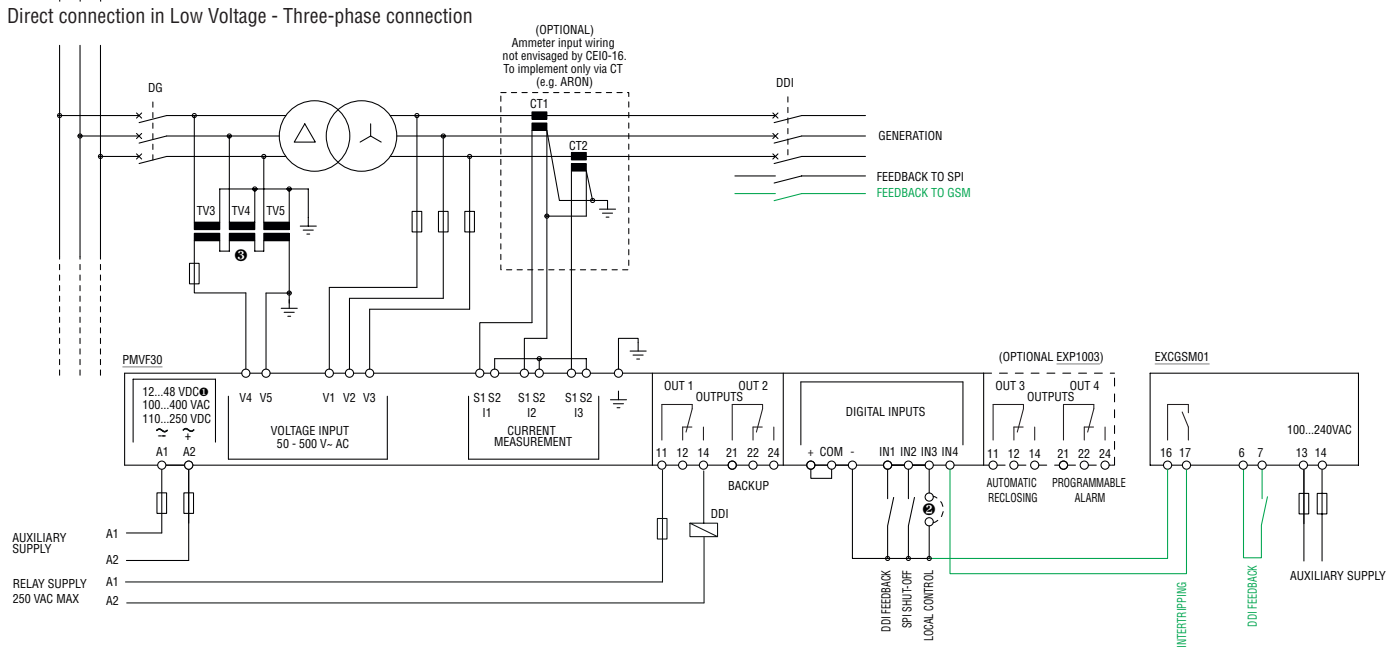 Direct connection in Low Voltage - Three-phase connection
(OPTIONAL)
Ammeter input wiring
not envisaged by CEI0-16.
To implement only via CT
(e.g. ARON)
DG
CT1
DDI
CT2
GENERATION
FEEDBACK TO SPI
FEEDBACK TO GSM
TV3 TV4 TV5
❸
PMVF30
(OPTIONAL EXP1003)
EXCGSM01
12...48 VDC❶
100...400 VAC
110...250 VDC
~ ~
− +
A1 A2
V4 V5 V1 V2 V3
VOLTAGE INPUT
50 - 500 V~ AC
S1 S2 S1 S2 S1 S2
I1 I2 I3
CURRENT
MEASUREMENT
OUT 1 OUT 2
OUTPUTS
11 12 14 21 22 24
BACKUP
DIGITAL INPUTS
+ COM - IN1 IN2 IN3 IN4
OUT 3 OUT 4
OUTPUTS
11 12 14 21 22 24
AUTOMATIC
RECLOSING
PROGRAMMABLE
ALARM
100...240VAC
16 17 6 7 13 14
❷
DDI
AUXILIARY
SUPPLY
A1
A2
RELAY SUPPLY
250 VAC MAX
A1
A2
DDI FEEDBACK
SPI SHUT-OFF
LOCAL CONTROL
INTERTRIPPING
DDI FEEDBACK
AUXILIARY SUPPLY